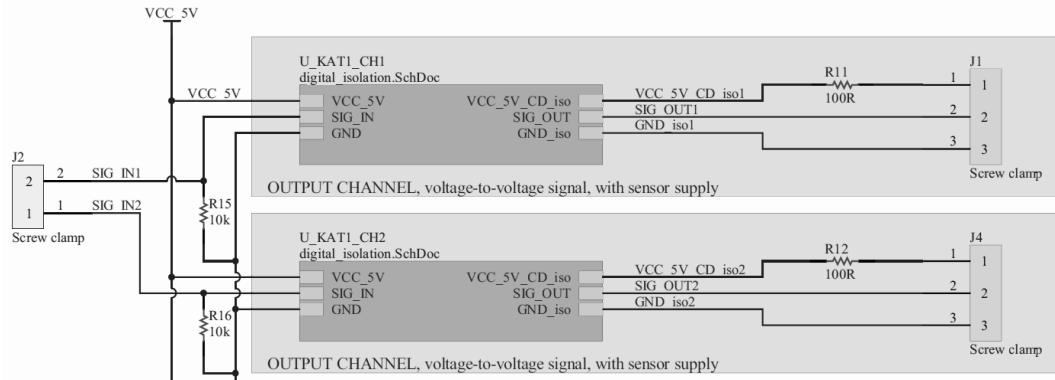 VCC_5V
U_KAT1_CH1
digital_isolation.SchDoc
VCC_5V
VCC_5V
SIG_IN
GND
VCC_5V_CD_iso
SIG_OUT
GND_iso
VCC_5V_CD_iso1
SIG_OUT1
GND_iso1
R11
100R
J1
1
2
3
1
2
3
Screw clamp
OUTPUT CHANNEL, voltage-to-voltage signal, with sensor supply
J2
2
1
2
1
SIG_IN1
SIG_IN2
Screw clamp
R15
10k
U_KAT1_CH2
digital_isolation.SchDoc
VCC_5V
SIG_IN
GND
VCC_5V_CD_iso
SIG_OUT
GND_iso
VCC_5V_CD_iso2
SIG_OUT2
GND_iso2
R12
100R
J4
1
2
3
1
2
3
Screw clamp
R16
10k
OUTPUT CHANNEL, voltage-to-voltage signal, with sensor supply